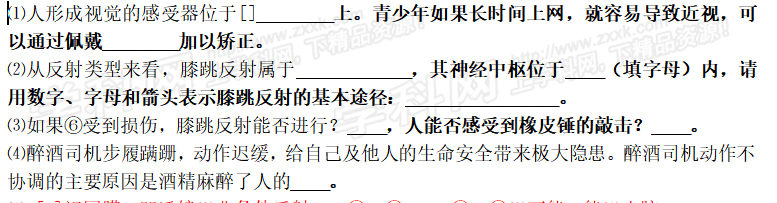 ⑴人形成视觉的感受器位于[]________上。青少年如果长时间上网，就容易导致近视，可
以通过佩戴________加以矫正。
⑵从反射类型来看，膝跳反射属于____________，其神经中枢位于____（填字母）内，请
用数字、字母和箭头表示膝跳反射的基本途径：________________。
⑶如果⑥受到损伤，膝跳反射能否进行？____，人能否感受到橡皮锤的敲击？____。
⑷醉酒司机步履蹒跚，动作迟缓，给自己及他人的生命安全带来极大隐患。醉酒司机动作不
协调的主要原因是酒精麻醉了人的____。